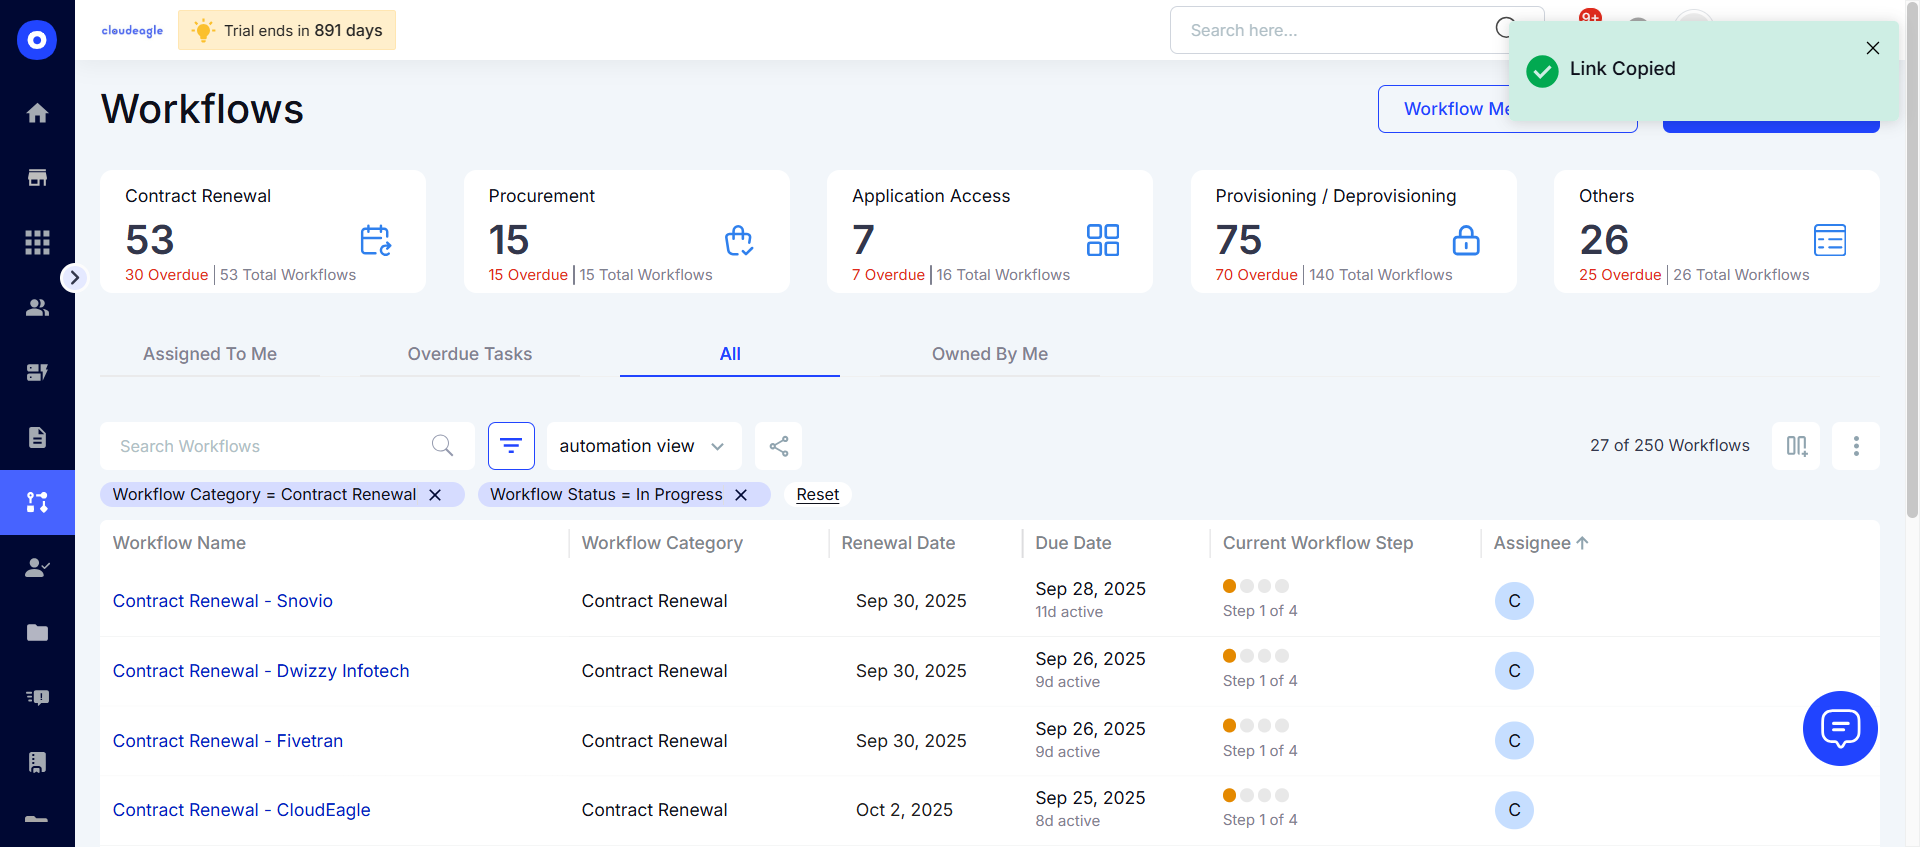 cloudeagle
Trial ends in 891 days
Search here...
9+
Link Copied
Workflows
Workflow Me
Contract Renewal
53
30 Overdue | 53 Total Workflows
Procurement
15
15 Overdue | 15 Total Workflows
Application Access
7
7 Overdue | 16 Total Workflows
Provisioning / Deprovisioning
75
70 Overdue | 140 Total Workflows
Others
26
25 Overdue | 26 Total Workflows
Assigned To Me
Overdue Tasks
All
Owned By Me
Search Workflows
automation view
27 of 250 Workflows
Workflow Category = Contract Renewal
Workflow Status = In Progress
Reset
Workflow Name
Workflow Category
Renewal Date
Due Date
Current Workflow Step
Assignee
Contract Renewal - Snovio
Contract Renewal
Sep 30, 2025
Sep 28, 2025
11d active
Step 1 of 4
C
Contract Renewal - Dwizzy Infotech
Contract Renewal
Sep 30, 2025
Sep 26, 2025
9d active
Step 1 of 4
C
Contract Renewal - Fivetran
Contract Renewal
Sep 30, 2025
Sep 26, 2025
9d active
Step 1 of 4
C
Contract Renewal - CloudEagle
Contract Renewal
Oct 2, 2025
Sep 25, 2025
8d active
Step 1 of 4
C